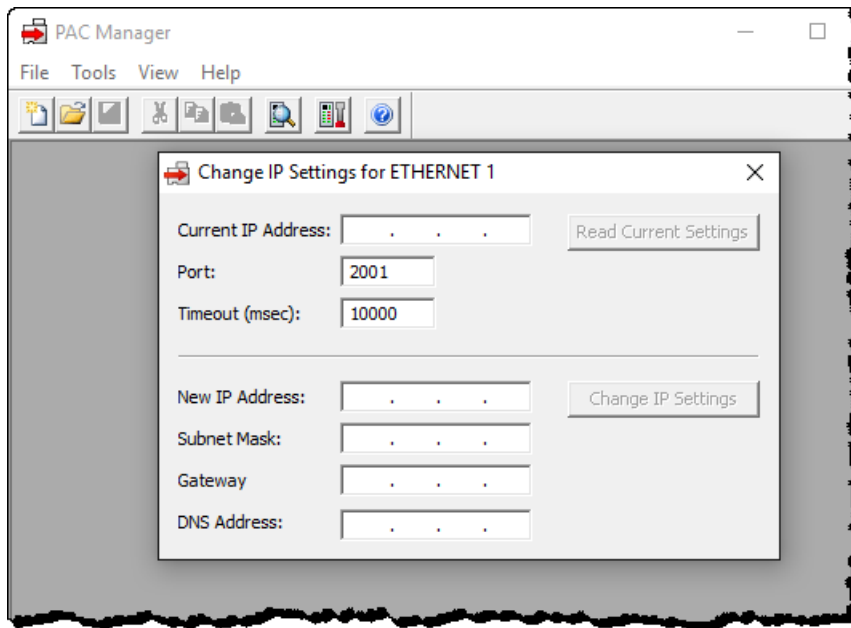 PAC Manager
File Tools View Help
Change IP Settings for ETHERNET 1
Current IP Address: . . . Read Current Settings
Port: 2001
Timeout (msec): 10000
New IP Address: . . . Change IP Settings
Subnet Mask: . . .
Gateway . . .
DNS Address: . . .